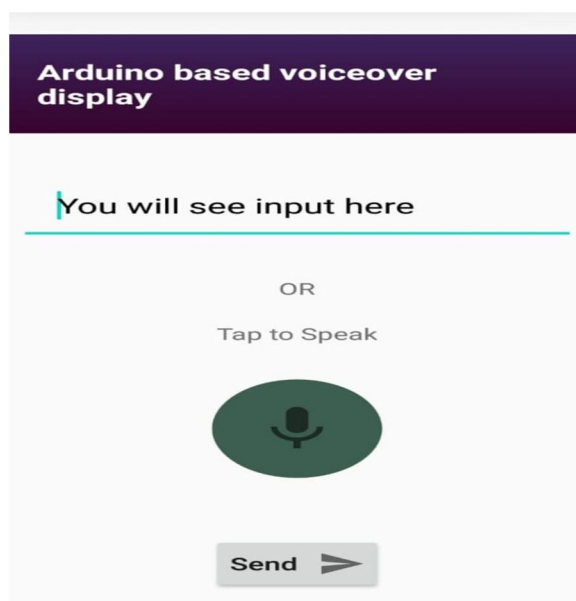 Arduino based voiceover
display
You will see input here
OR
Tap to Speak
Send